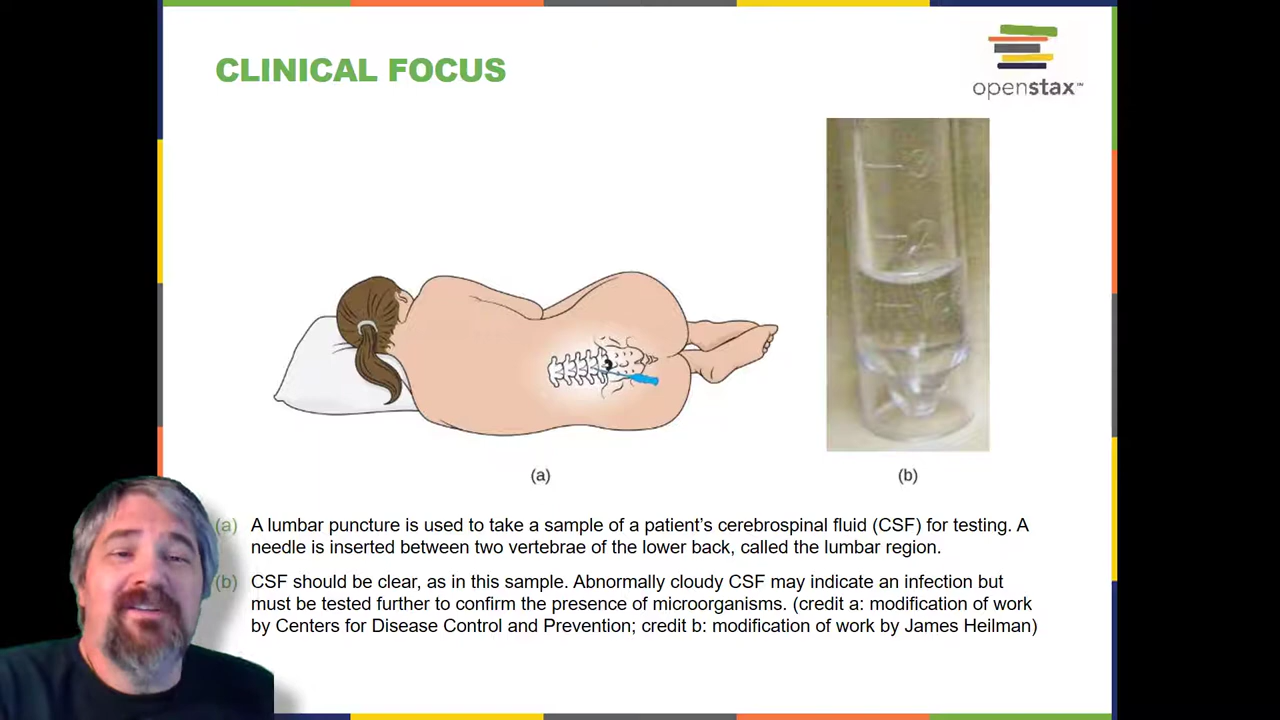 CLINICAL FOCUS
openstax™
3
2
(a)
(b)
(a) A lumbar puncture is used to take a sample of a patient’s cerebrospinal fluid (CSF) for testing. A
needle is inserted between two vertebrae of the lower back, called the lumbar region.
(b) CSF should be clear, as in this sample. Abnormally cloudy CSF may indicate an infection but
must be tested further to confirm the presence of microorganisms. (credit a: modification of work
by Centers for Disease Control and Prevention; credit b: modification of work by James Heilman)